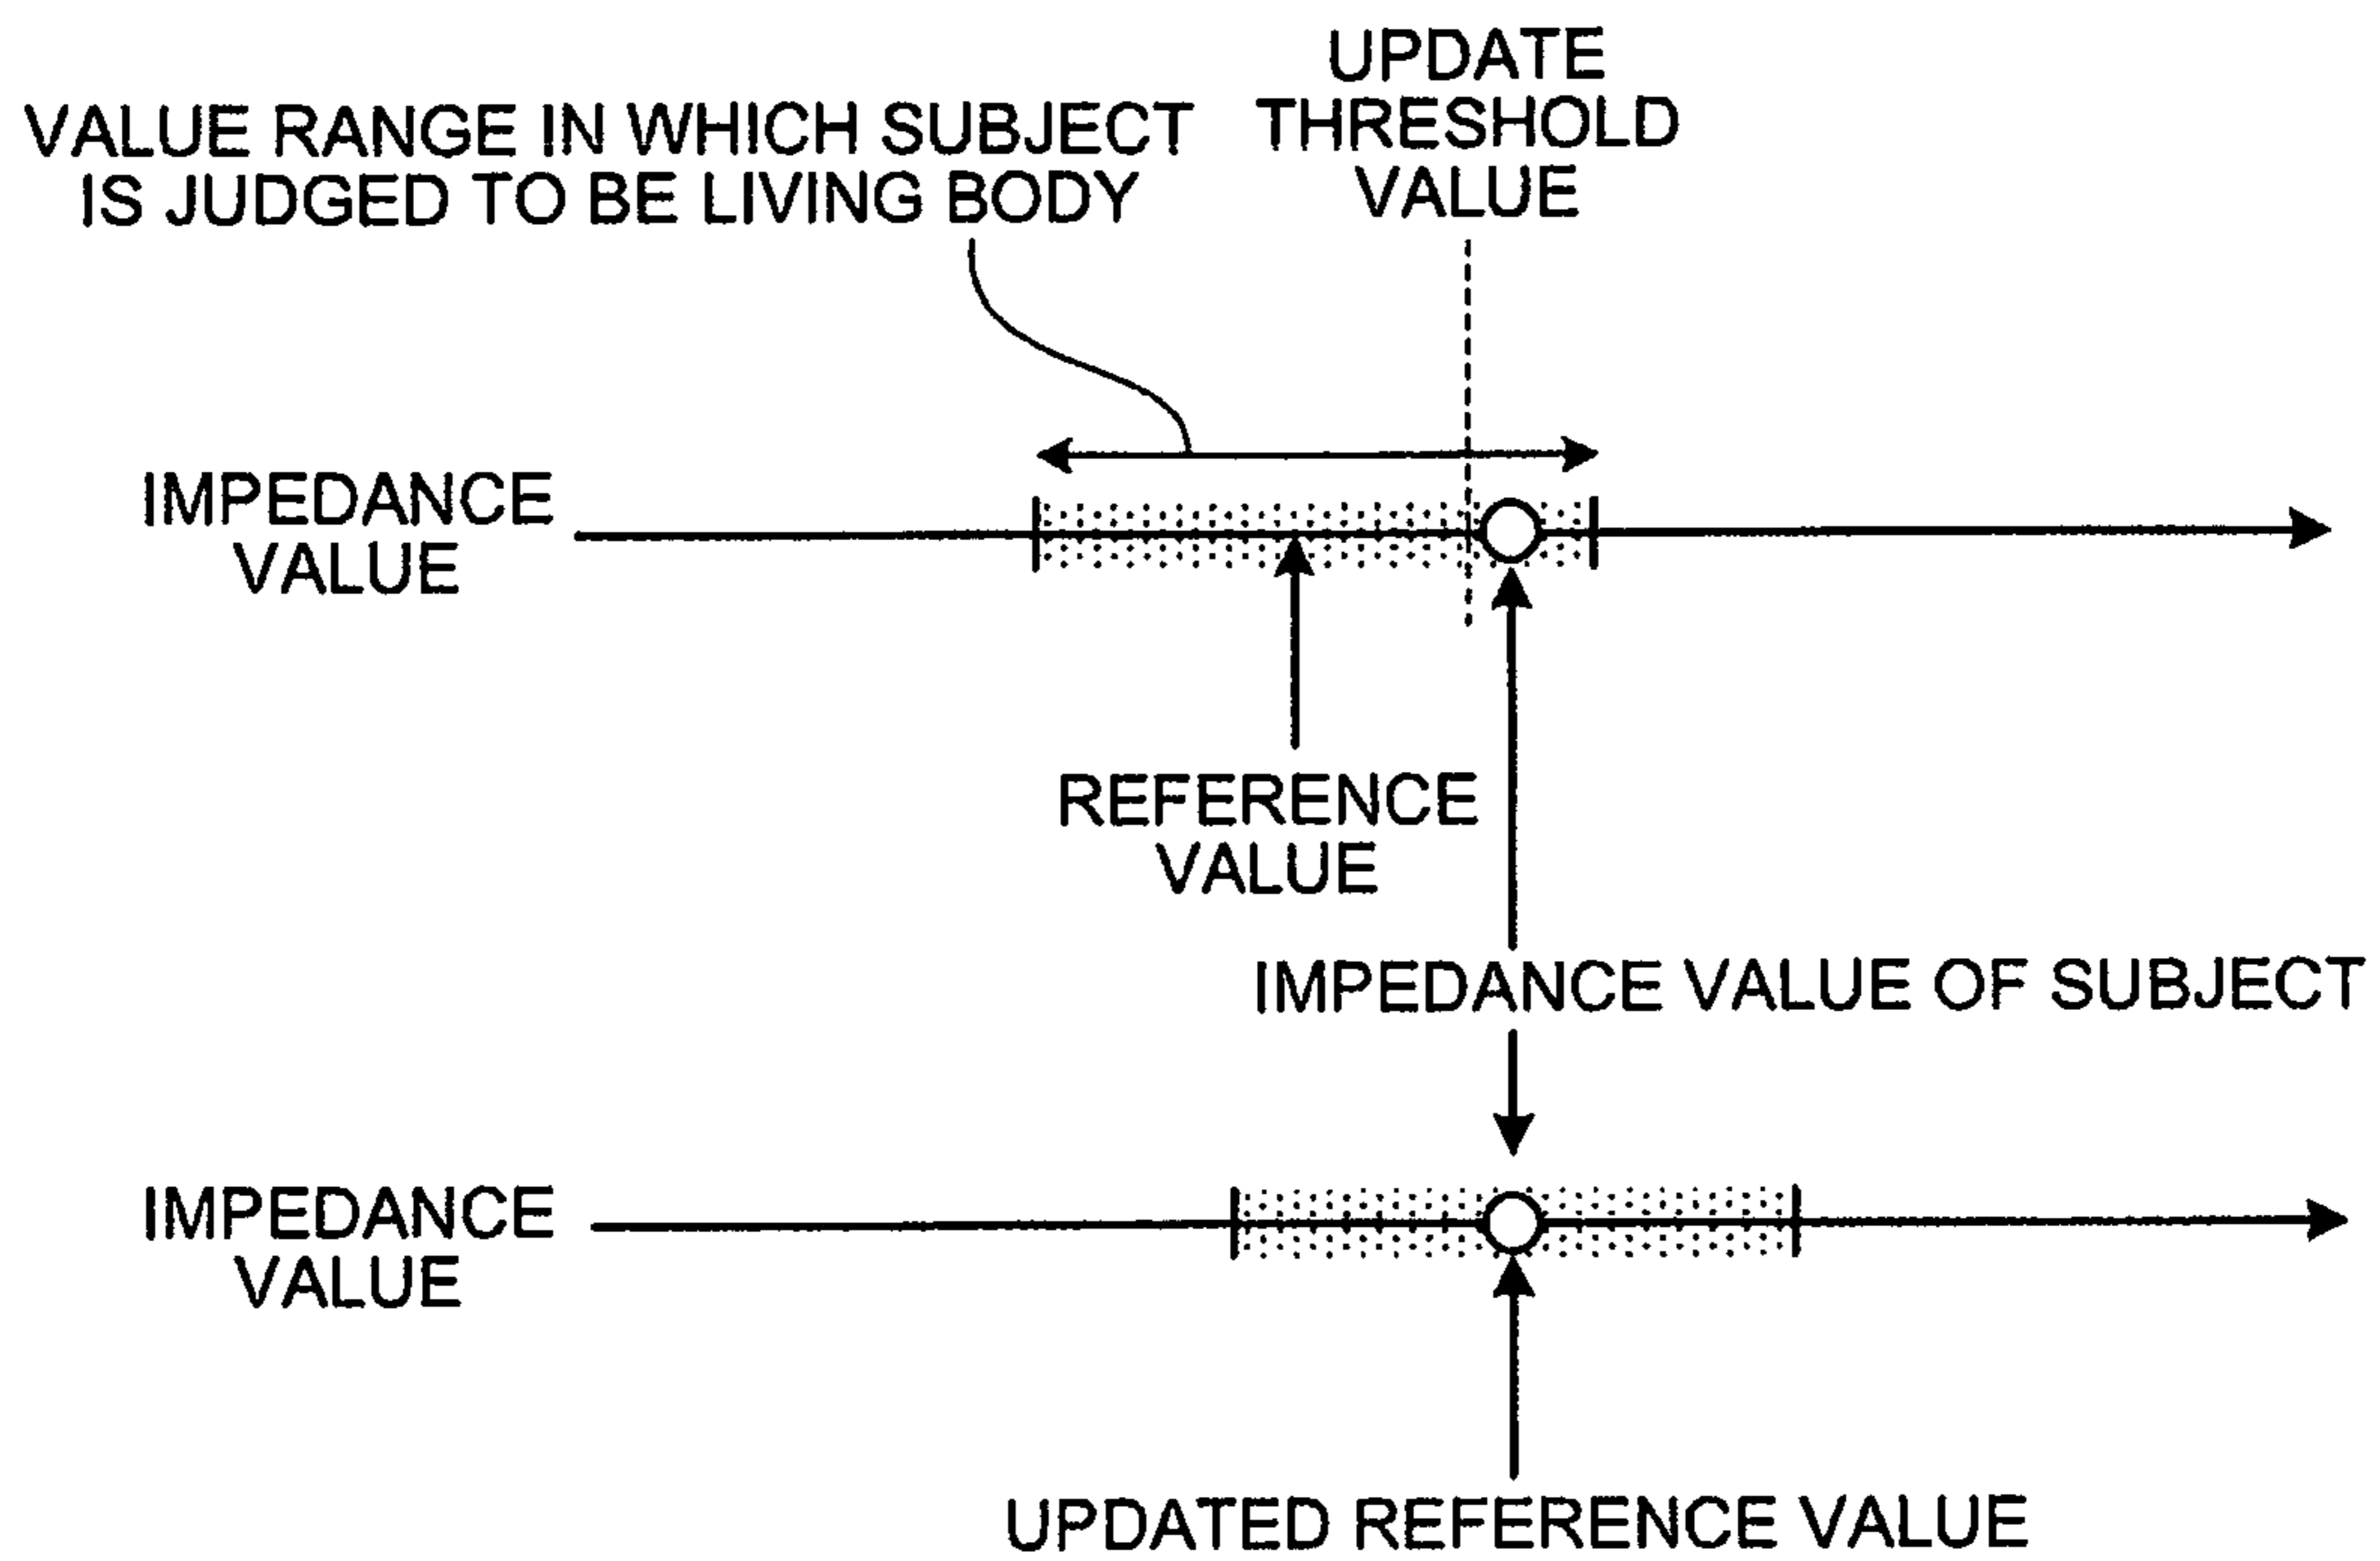 UPDATE
THRESHOLD
VALUE
VALUE RANGE IN WHICH SUBJECT
IS JUDGED TO BE LIVING BODY
IMPEDANCE
VALUE
REFERENCE
VALUE
IMPEDANCE VALUE OF SUBJECT
IMPEDANCE
VALUE
UPDATED REFERENCE VALUE